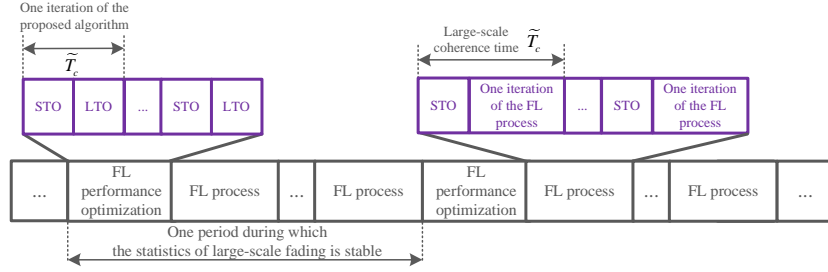 One iteration of the
proposed algorithm
T̃c
STO
LTO
...
STO
LTO
Large-scale
coherence time T̃c
STO
One iteration
of the FL
process
...
STO
One iteration
of the FL
process
...
FL
performance
optimization
FL process
...
FL process
FL
performance
optimization
FL process
...
FL process
...
One period during which
the statistics of large-scale fading is stable